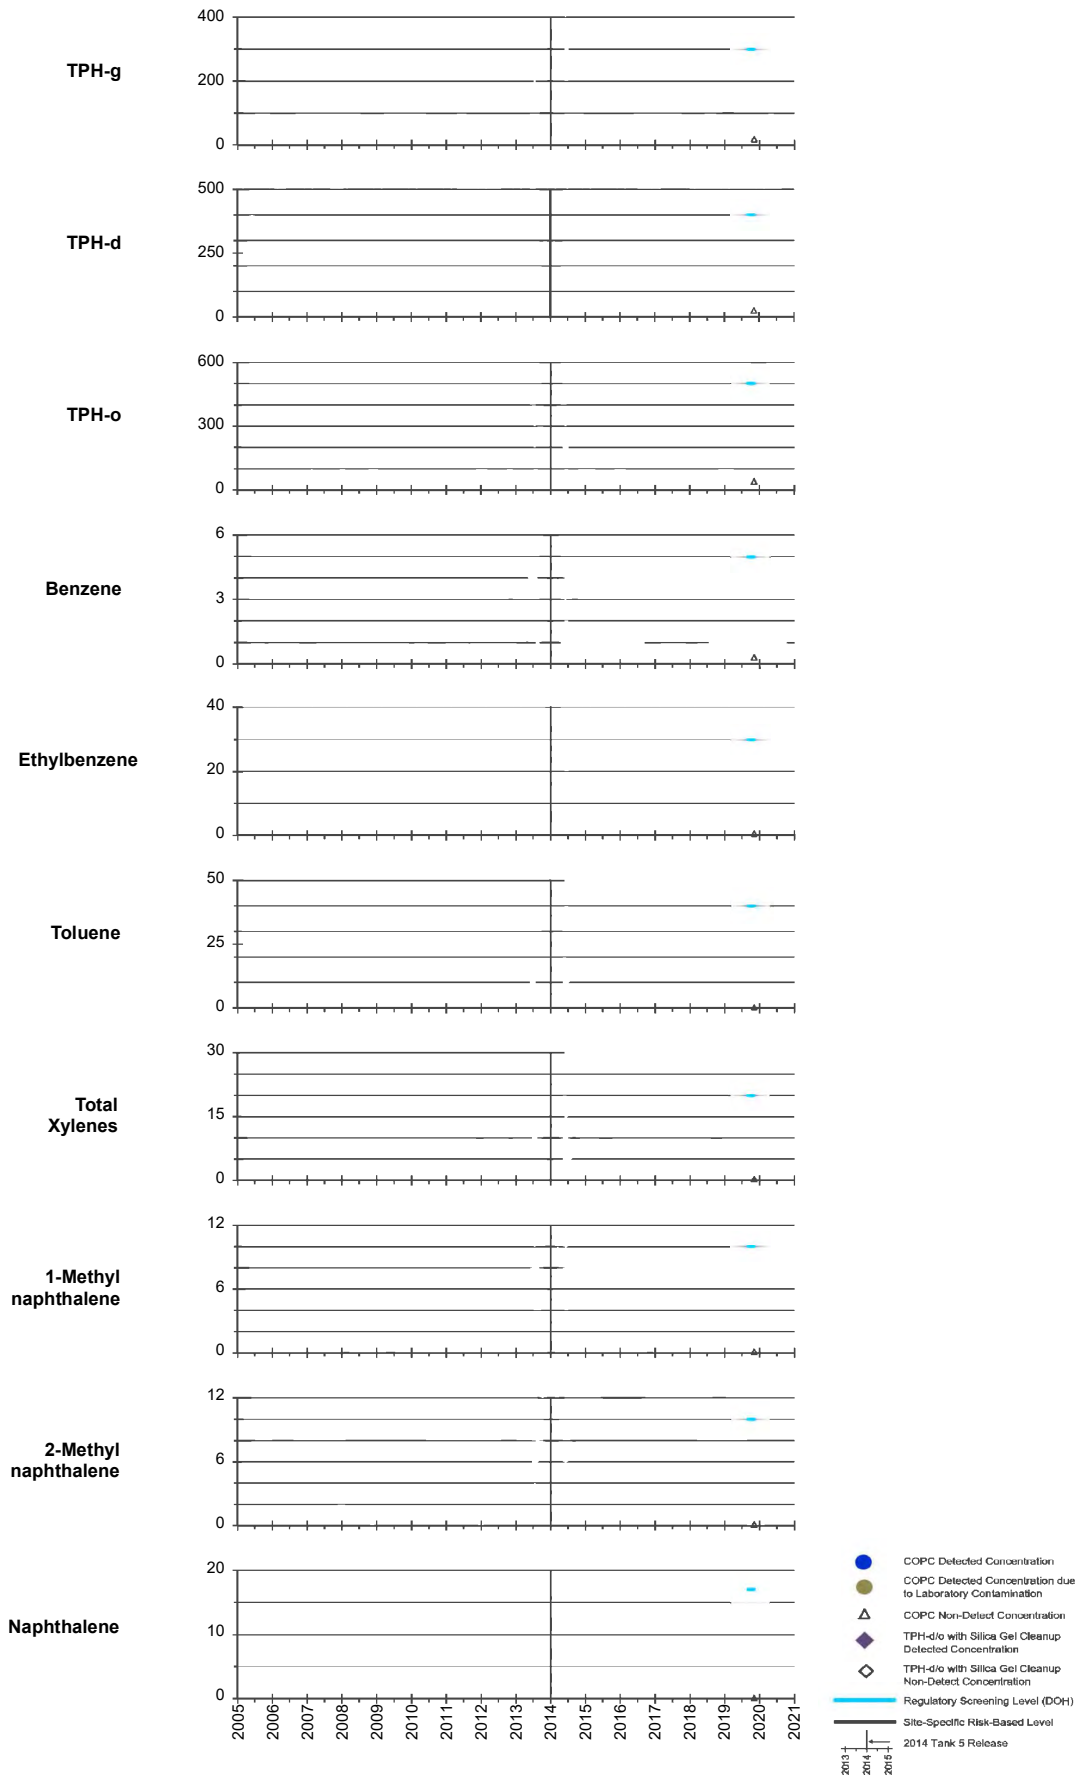 400
TPH-g
200
0
500
TPH-d
250
0
600
TPH-o
300
0
6
Benzene
3
0
40
Ethylbenzene
20
0
50
Toluene
25
0
30
Total
Xylenes
15
0
12
1-Methyl
naphthalene
6
0
12
2-Methyl
naphthalene
6
0
20
Naphthalene
10
0
2005 2006 2007 2008 2009 2010 2011 2012 2013 2014 2015 2016 2017 2018 2019 2020 2021
COPC Detected Concentration
COPC Detected Concentration due
to Laboratory Contamination
COPC Non-Detect Concentration
TPH-d/o with Silica Gel Cleanup
Detected Concentration
TPH-d/o with Silica Gel Cleanup
Non-Detect Concentration
Regulatory Screening Level (DOH)
Site-Specific Risk-Based Level
2014 Tank 5 Release
2013 2014 2015